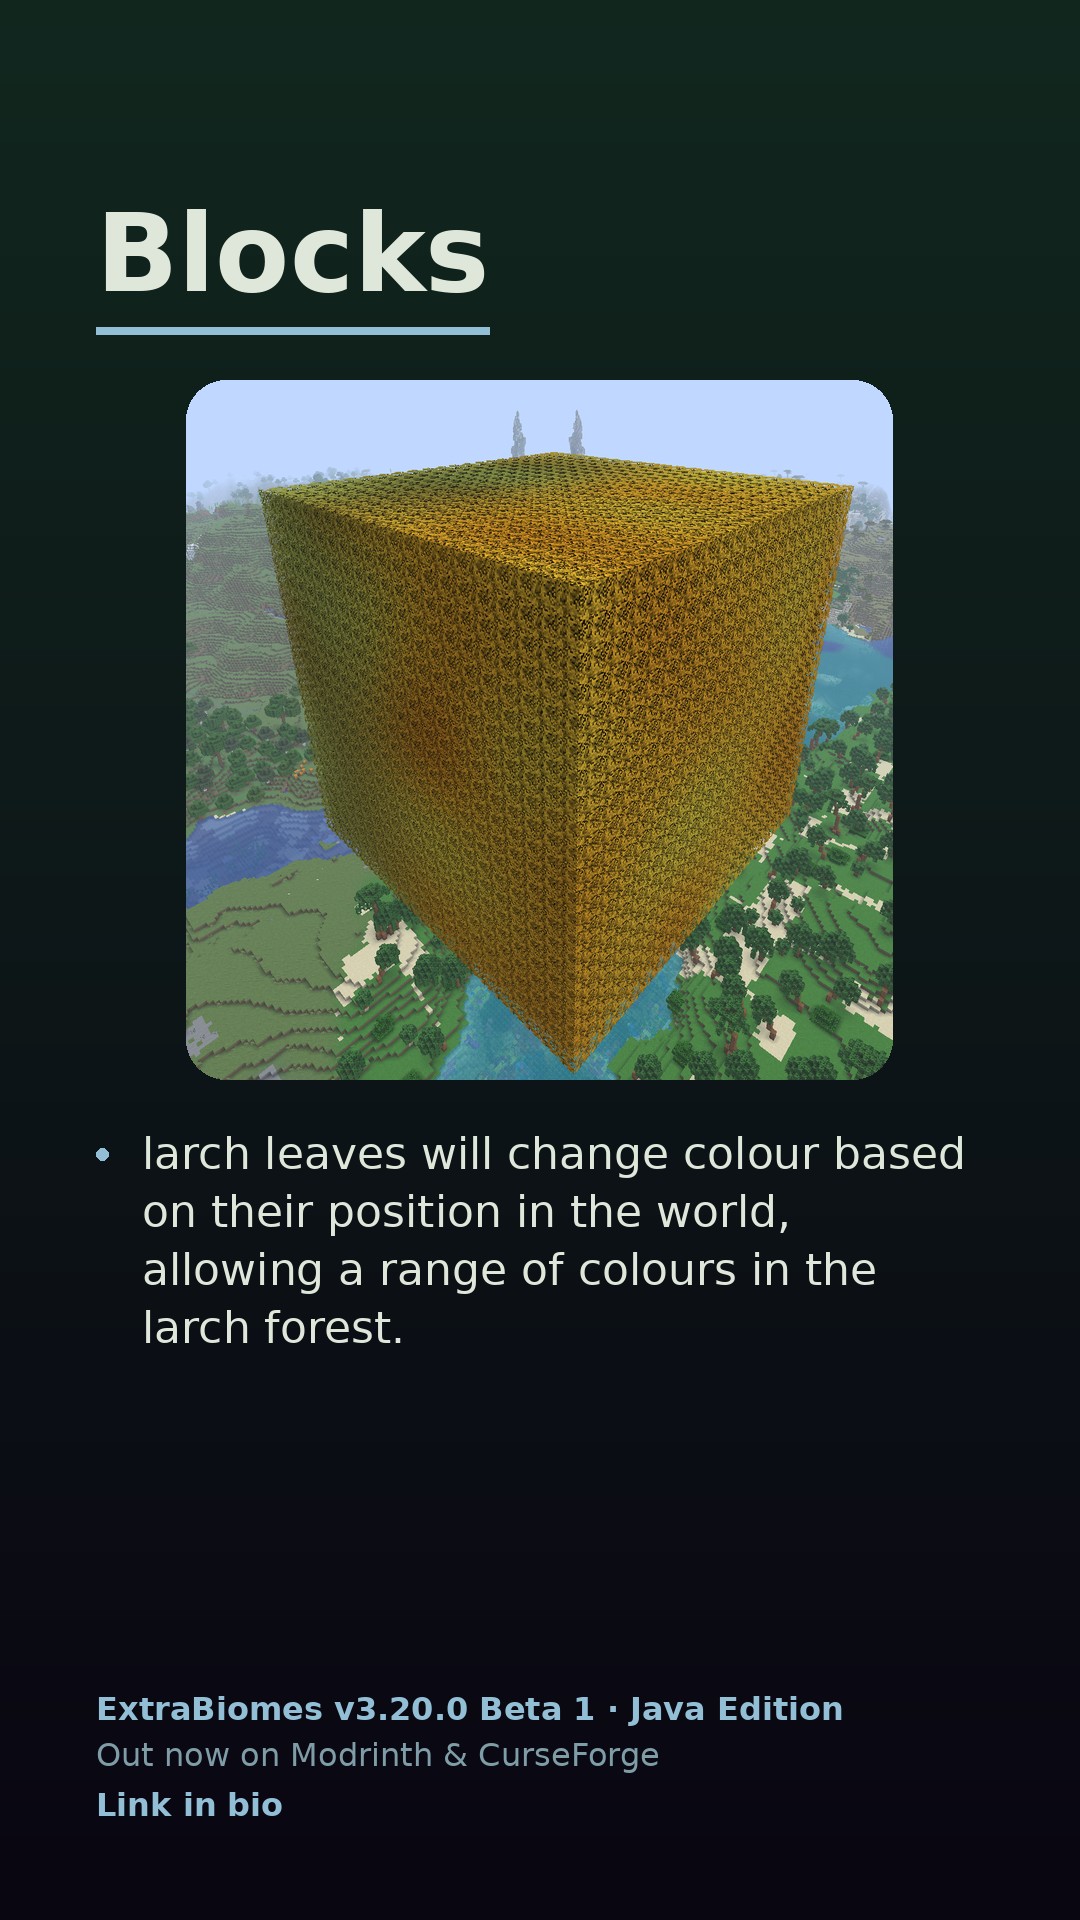 Blocks
• larch leaves will change colour based
on their position in the world,
allowing a range of colours in the
larch forest.
ExtraBiomes v3.20.0 Beta 1 · Java Edition
Out now on Modrinth & CurseForge
Link in bio